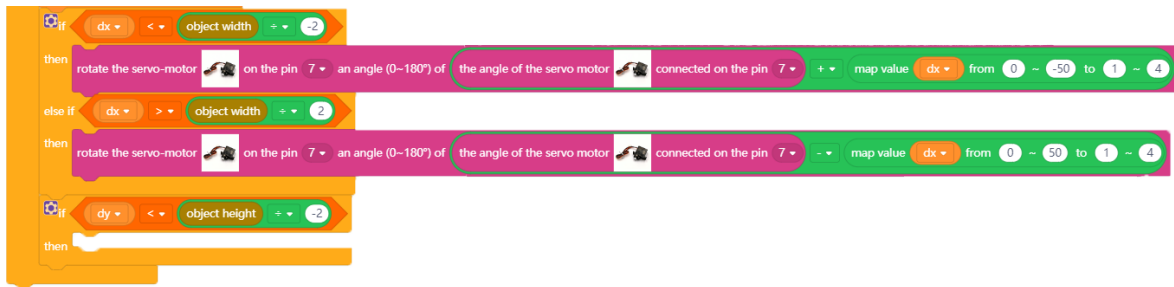 if dx < object width ÷ -2
then rotate the servo-motor on the pin 7 an angle (0~180°) of the angle of the servo motor connected on the pin 7 + map value dx from 0 ~ -50 to 1 ~ 4
else if dx > object width ÷ 2
then rotate the servo-motor on the pin 7 an angle (0~180°) of the angle of the servo motor connected on the pin 7 - map value dx from 0 ~ 50 to 1 ~ 4
if dy < object height ÷ -2
then